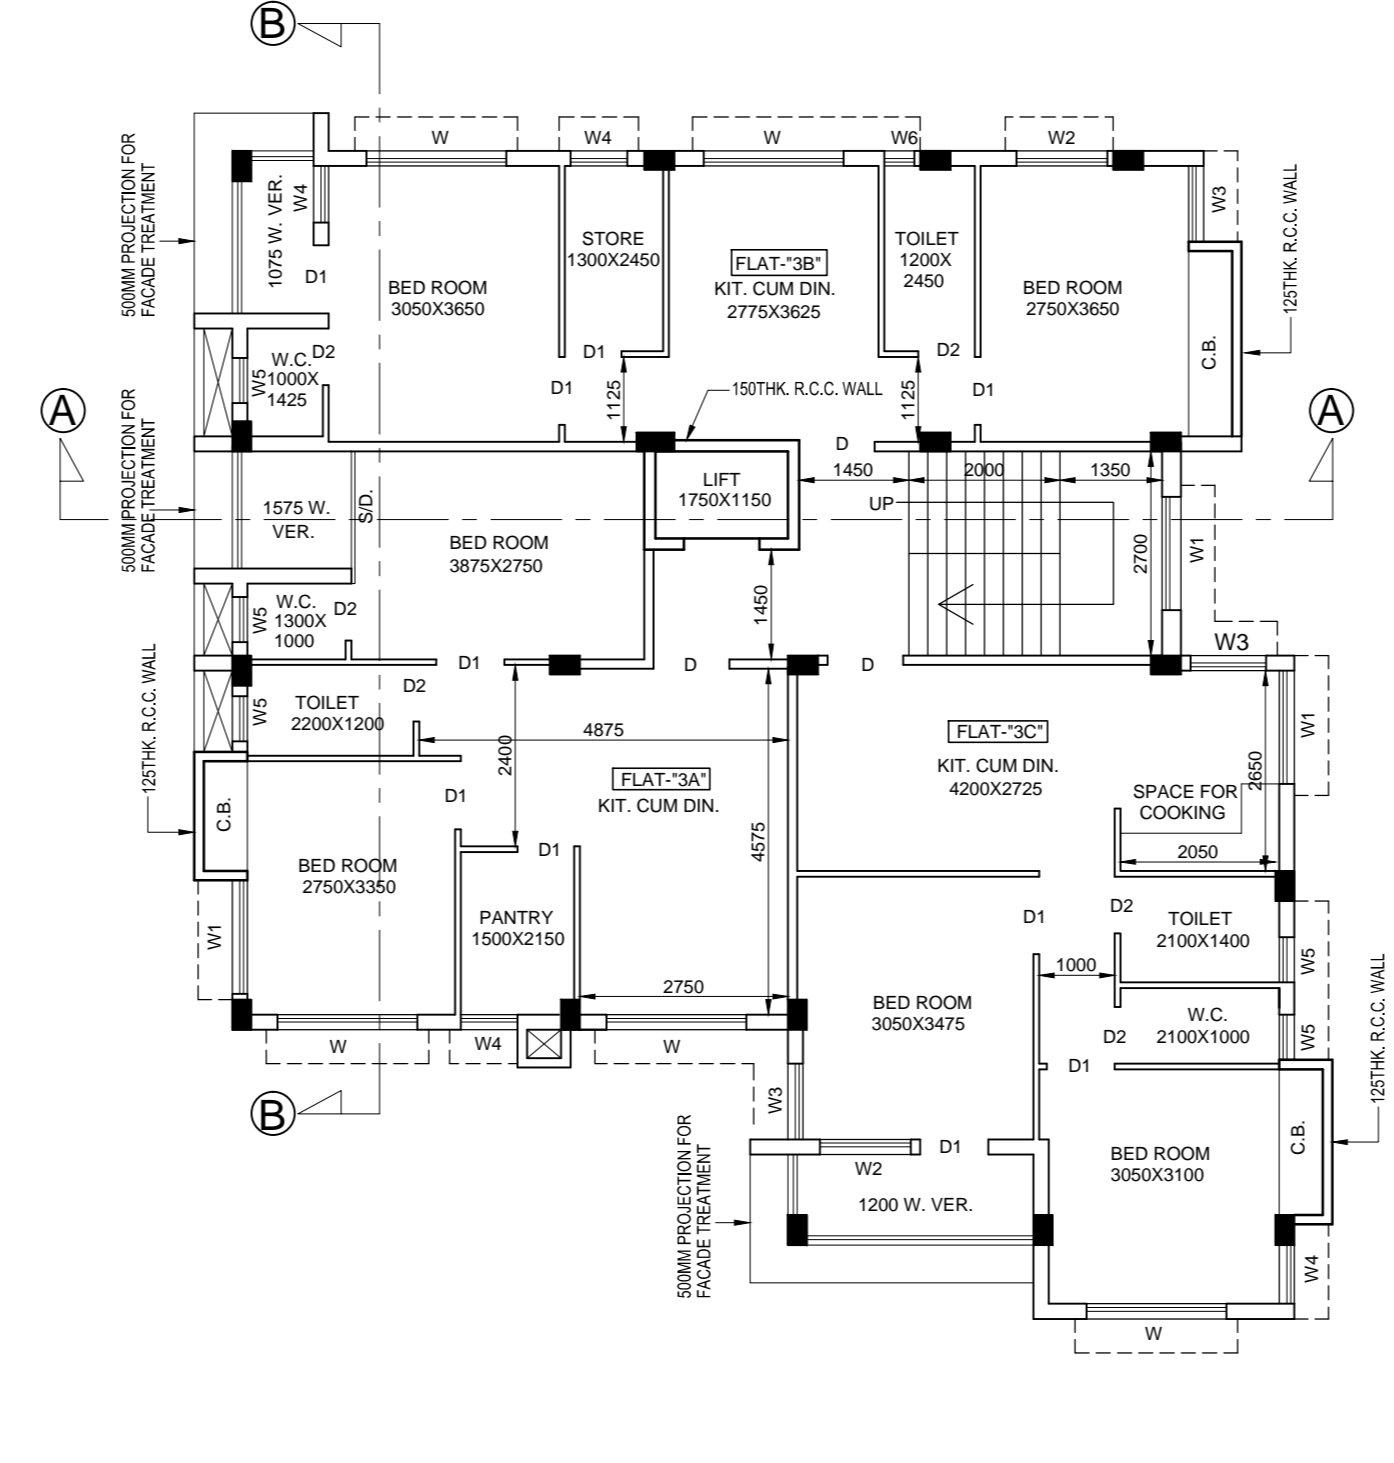 B
W
W4
W
W6
W2
500MM PROJECTION FOR
FACADE TREATMENT
1075 W. VER.
W4
W3
125THK. R.C.C. WALL
STORE
1300X2450
TOILET
1200X
2450
FLAT-"3B"
KIT. CUM DIN.
2775X3625
D1
BED ROOM
3050X3650
BED ROOM
2750X3650
C.B.
D2
W.C.
1000X
1425
W5
D1
D2
D1
1125
150THK. R.C.C. WALL
1125
D1
A
A
500MM PROJECTION FOR
FACADE TREATMENT
D
1450
2000
1350
LIFT
1750X1150
UP
1575 W.
VER.
S/D.
BED ROOM
3875X2750
2700
W1
W.C.
1300X
1000
D2
W5
1450
W3
D1
D
D
125THK. R.C.C. WALL
TOILET
2200X1200
D2
W5
4875
2400
FLAT-"3A"
KIT. CUM DIN.
FLAT-"3C"
KIT. CUM DIN.
4200X2725
W1
2650
SPACE FOR
COOKING
C.B.
D1
4575
D1
2050
BED ROOM
2750X3350
PANTRY
1500X2150
D1
D2
TOILET
2100X1400
W1
W5
1000
2750
BED ROOM
3050X3475
W.C.
2100X1000
D2
W5
125THK. R.C.C. WALL
W
W4
W
D1
W3
B
500MM PROJECTION FOR
FACADE TREATMENT
D1
W2
BED ROOM
3050X3100
C.B.
1200 W. VER.
W4
W